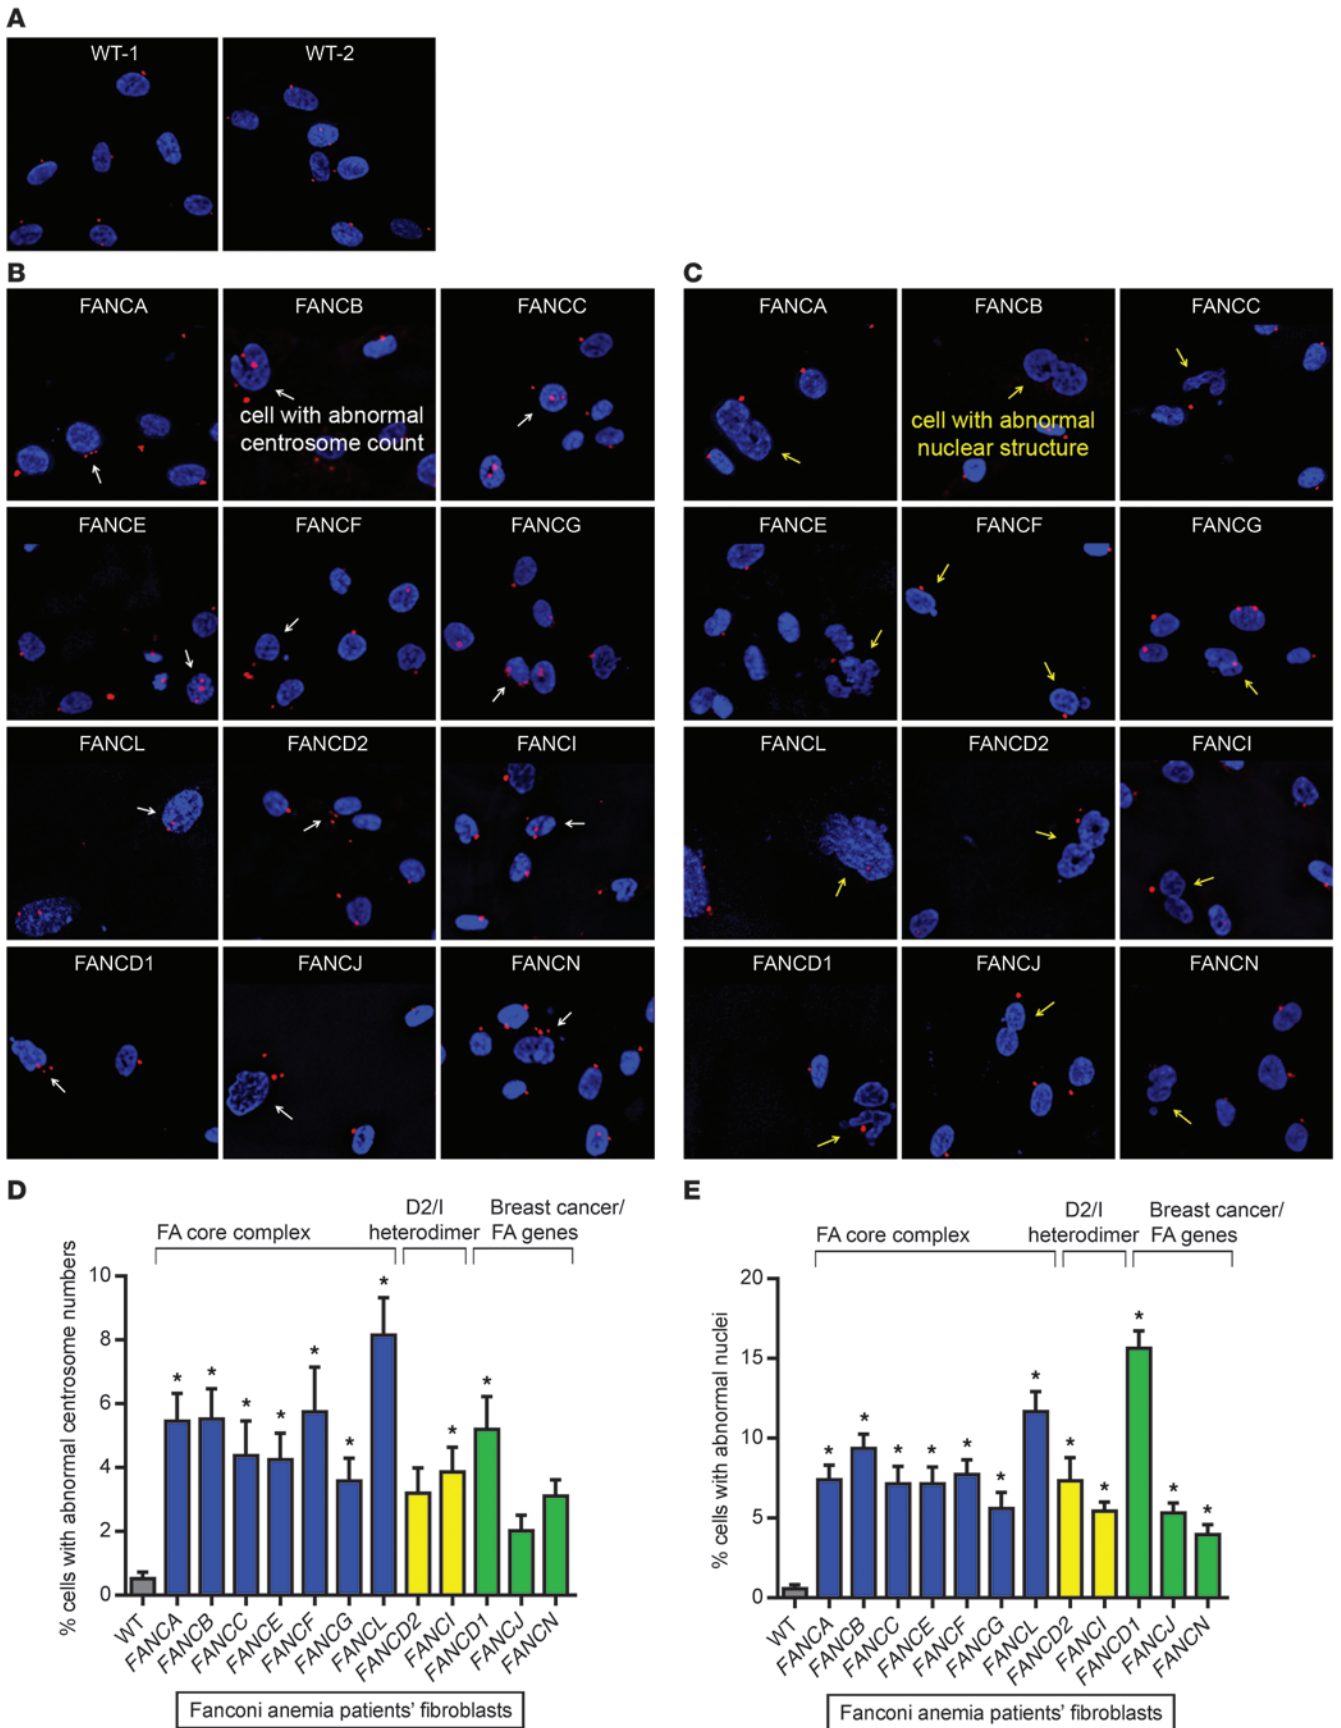 A
WT-1
WT-2
B
FANCA
FANCB
FANCC
cell with abnormal
centrosome count
FANCE
FANCF
FANCG
FANCL
FANCD2
FANCI
FANCD1
FANCJ
FANCN
C
FANCA
FANCB
FANCC
cell with abnormal
nuclear structure
FANCE
FANCF
FANCG
FANCL
FANCD2
FANCI
FANCD1
FANCJ
FANCN
D
FA core complex
D2/I
heterodimer
Breast cancer/
FA genes
% cells with abnormal centrosome numbers
10
8
6
4
2
0
* * * * * * * * *
WT
FANCA
FANCB
FANCC
FANCE
FANCF
FANCG
FANCL
FANCD2
FANCI
FANCD1
FANCJ
FANCN
Fanconi anemia patients’ fibroblasts
E
FA core complex
D2/I
heterodimer
Breast cancer/
FA genes
% cells with abnormal nuclei
20
15
10
5
0
* * * * * * * * * * * *
WT
FANCA
FANCB
FANCC
FANCE
FANCF
FANCG
FANCL
FANCD2
FANCI
FANCD1
FANCJ
FANCN
Fanconi anemia patients’ fibroblasts